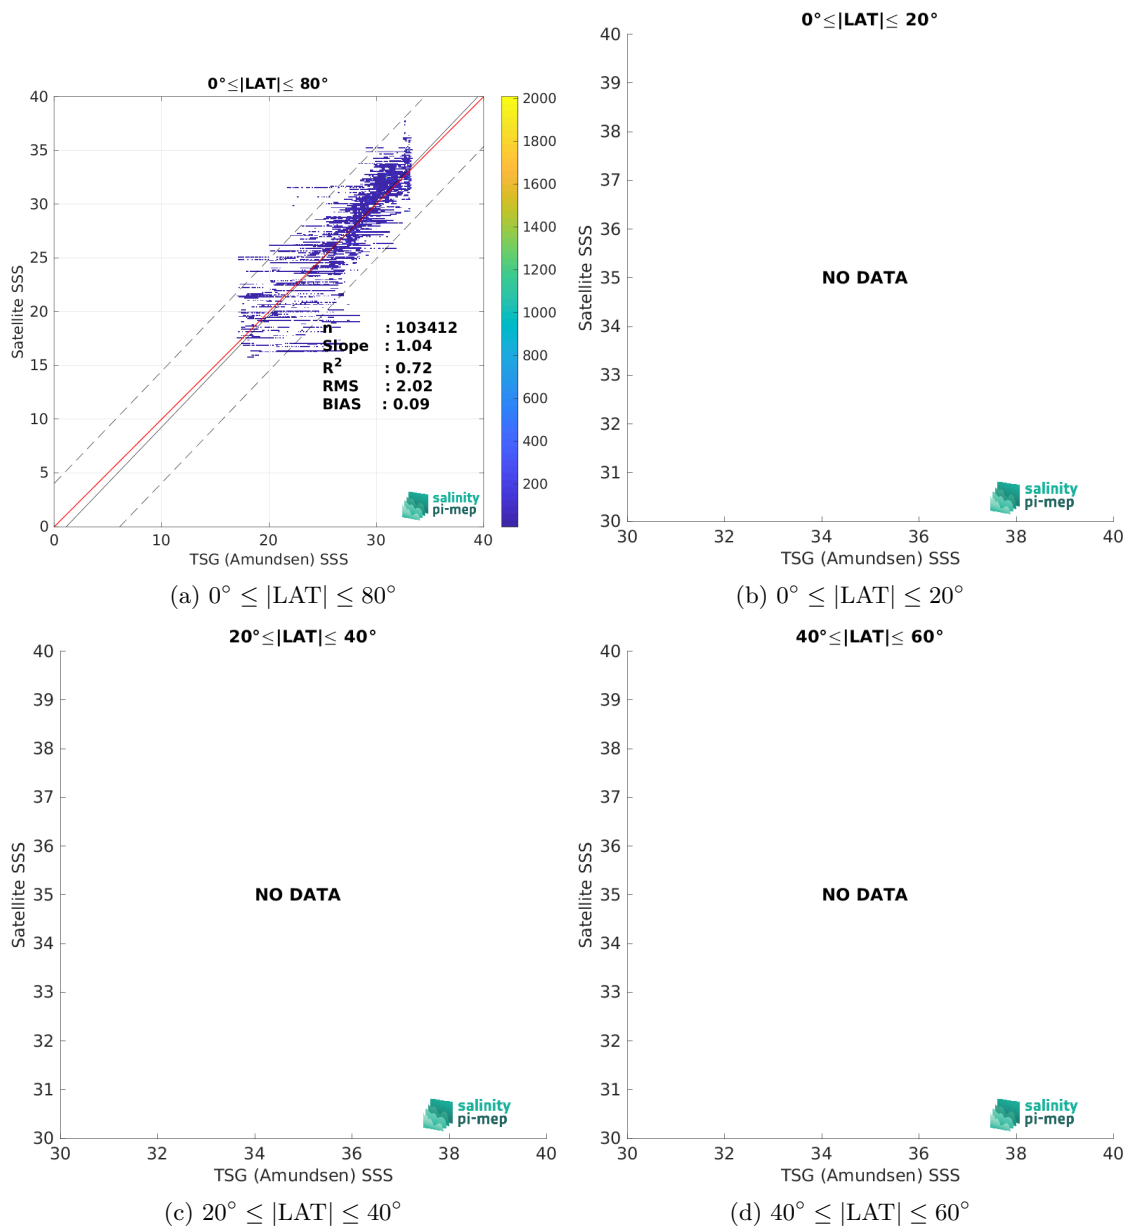 0°≤|LAT|≤ 80°
40
35
30
25
20
15
10
5
0
Satellite SSS
n : 103412
Slope : 1.04
R² : 0.72
RMS : 2.02
BIAS : 0.09
salinity
pi-mep
0 10 20 30 40
TSG (Amundsen) SSS
2000
1800
1600
1400
1200
1000
800
600
400
200
(a) 0° ≤ |LAT| ≤ 80°
0°≤|LAT|≤ 20°
40
39
38
37
36
35
34
33
32
31
30
Satellite SSS
NO DATA
salinity
pi-mep
30 32 34 36 38 40
TSG (Amundsen) SSS
(b) 0° ≤ |LAT| ≤ 20°
20°≤|LAT|≤ 40°
40
39
38
37
36
35
34
33
32
31
30
Satellite SSS
NO DATA
salinity
pi-mep
30 32 34 36 38 40
TSG (Amundsen) SSS
(c) 20° ≤ |LAT| ≤ 40°
40°≤|LAT|≤ 60°
40
39
38
37
36
35
34
33
32
31
30
Satellite SSS
NO DATA
salinity
pi-mep
30 32 34 36 38 40
TSG (Amundsen) SSS
(d) 40° ≤ |LAT| ≤ 60°